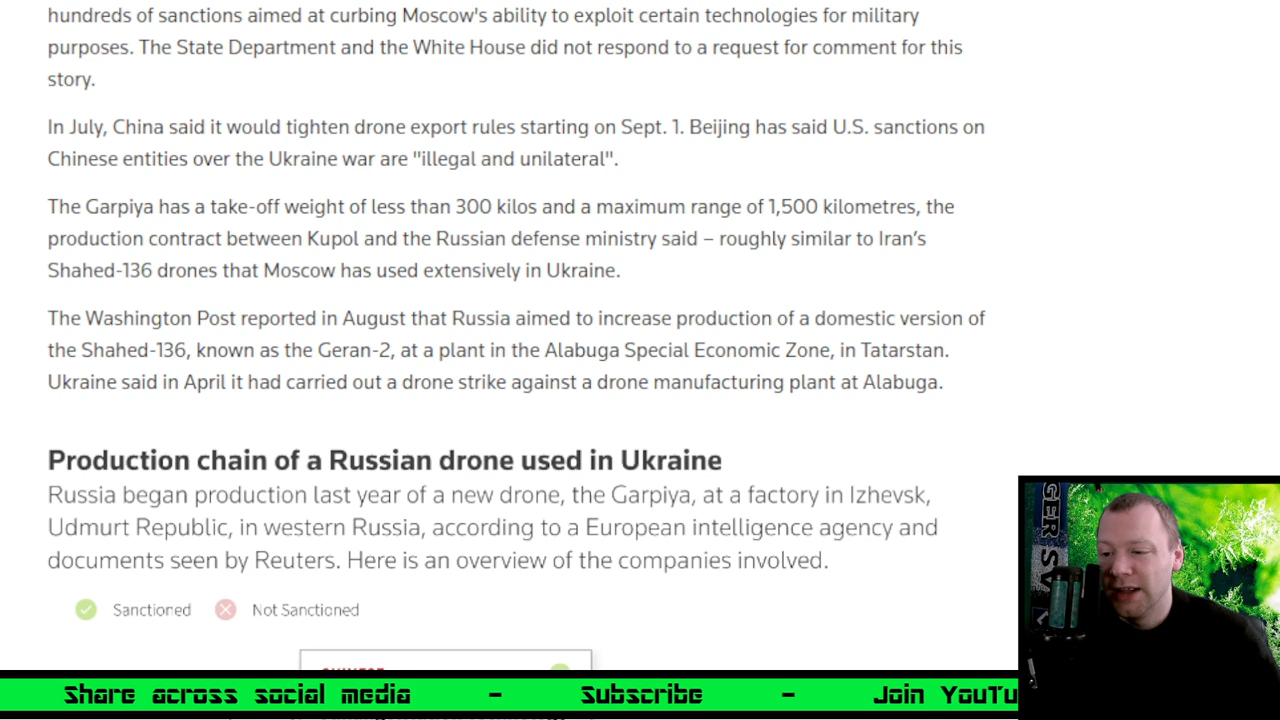 hundreds of sanctions aimed at curbing Moscow's ability to exploit certain technologies for military
purposes. The State Department and the White House did not respond to a request for comment for this
story.
In July, China said it would tighten drone export rules starting on Sept. 1. Beijing has said U.S. sanctions on
Chinese entities over the Ukraine war are "illegal and unilateral".
The Garpiya has a take-off weight of less than 300 kilos and a maximum range of 1,500 kilometres, the
production contract between Kupol and the Russian defense ministry said – roughly similar to Iran’s
Shahed-136 drones that Moscow has used extensively in Ukraine.
The Washington Post reported in August that Russia aimed to increase production of a domestic version of
the Shahed-136, known as the Geran-2, at a plant in the Alabuga Special Economic Zone, in Tatarstan.
Ukraine said in April it had carried out a drone strike against a drone manufacturing plant at Alabuga.
Production chain of a Russian drone used in Ukraine
Russia began production last year of a new drone, the Garpiya, at a factory in Izhevsk,
Udmurt Republic, in western Russia, according to a European intelligence agency and
documents seen by Reuters. Here is an overview of the companies involved.
Sanctioned Not Sanctioned
Share across social media - Subscribe - Join YouTu